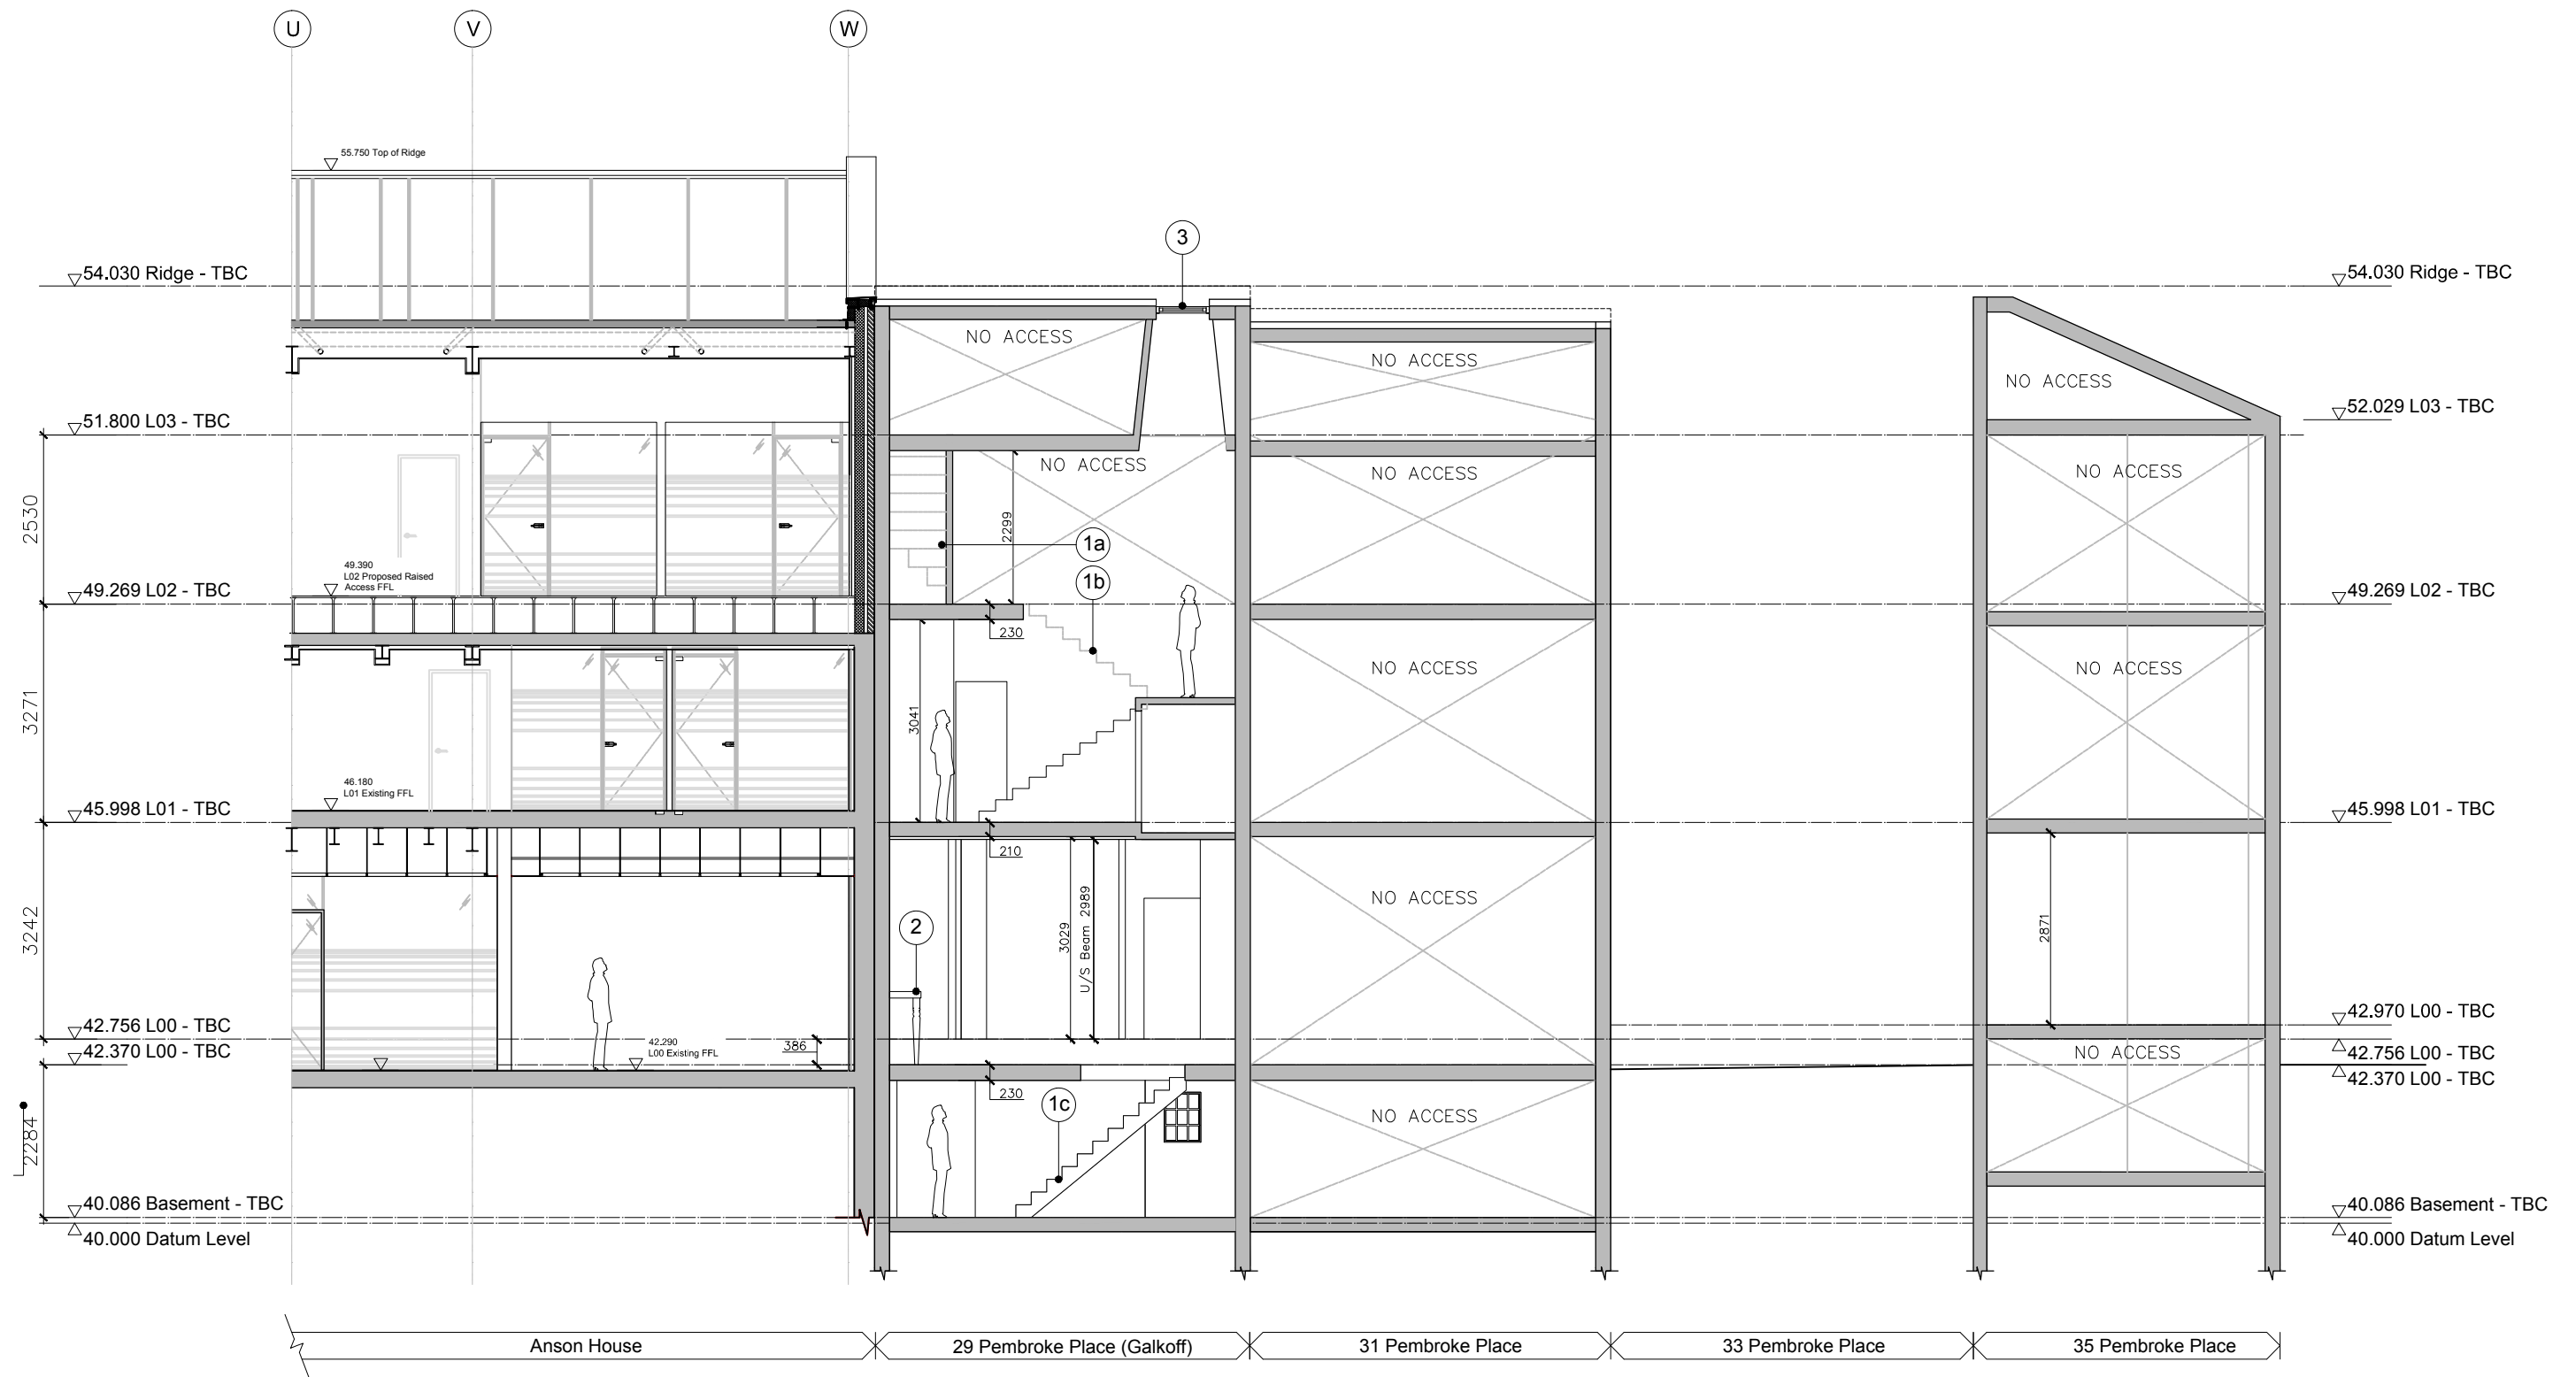 U
V
W
55.750 Top of Ridge
3
54.030 Ridge - TBC
54.030 Ridge - TBC
NO ACCESS
NO ACCESS
NO ACCESS
51.800 L03 - TBC
52.029 L03 - TBC
NO ACCESS
NO ACCESS
NO ACCESS
2530
2299
1a
1b
49.390
L02 Proposed Raised
Access FFL
49.269 L02 - TBC
49.269 L02 - TBC
230
NO ACCESS
NO ACCESS
3271
3041
46.180
L01 Existing FFL
45.998 L01 - TBC
45.998 L01 - TBC
210
NO ACCESS
2
3242
3029
U/S Beam 2989
2871
42.756 L00 - TBC
42.970 L00 - TBC
42.370 L00 - TBC
42.290
L00 Existing FFL
386
NO ACCESS
42.756 L00 - TBC
42.370 L00 - TBC
230
1c
NO ACCESS
2284
40.086 Basement - TBC
40.086 Basement - TBC
40.000 Datum Level
40.000 Datum Level
Anson House
29 Pembroke Place (Galkoff)
31 Pembroke Place
33 Pembroke Place
35 Pembroke Place